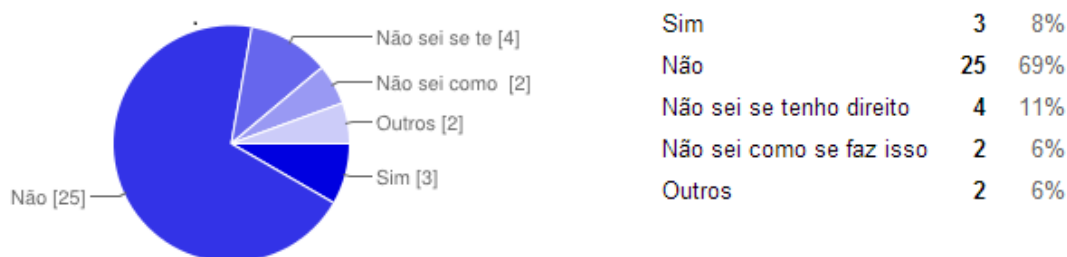 Não sei se te [4]
Não sei como [2]
Outros [2]
Sim [3]
Não [25]
Sim 3 8%
Não 25 69%
Não sei se tenho direito 4 11%
Não sei como se faz isso 2 6%
Outros 2 6%